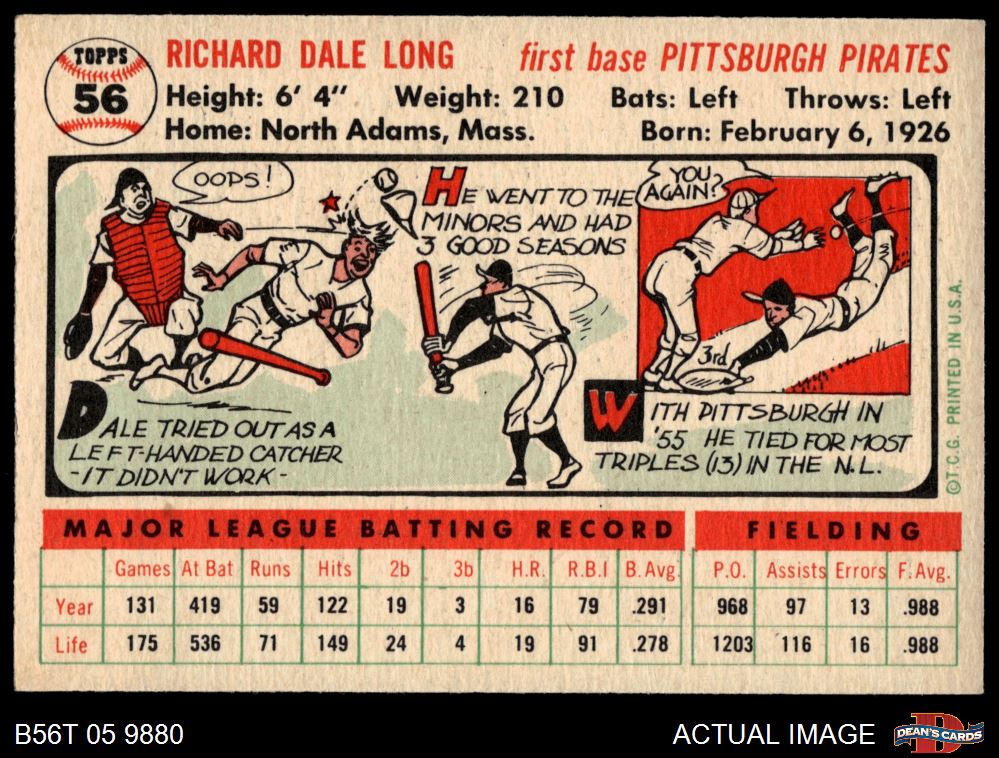 TOPPS
56
RICHARD DALE LONG first base PITTSBURGH PIRATES
Height: 6' 4" Weight: 210 Bats: Left Throws: Left
Home: North Adams, Mass. Born: February 6, 1926
OOPS!
DALE TRIED OUT AS A
LEFT-HANDED CATCHER
-IT DIDN'T WORK-
HE WENT TO THE
MINORS AND HAD
3 GOOD SEASONS
YOU
AGAIN?
3rd
WITH PITTSBURGH IN
'55 HE TIED FOR MOST
TRIPLES (13) IN THE N.L.
©T.C.G. PRINTED IN U.S.A.
MAJOR LEAGUE BATTING RECORD FIELDING
Games At Bat Runs Hits 2b 3b H.R. R.B.I B. Avg. P.O. Assists Errors F. Avg.
Year 131 419 59 122 19 3 16 79 .291 968 97 13 .988
Life 175 536 71 149 24 4 19 91 .278 1203 116 16 .988
B56T 05 9880 ACTUAL IMAGE DEAN'S CARDS